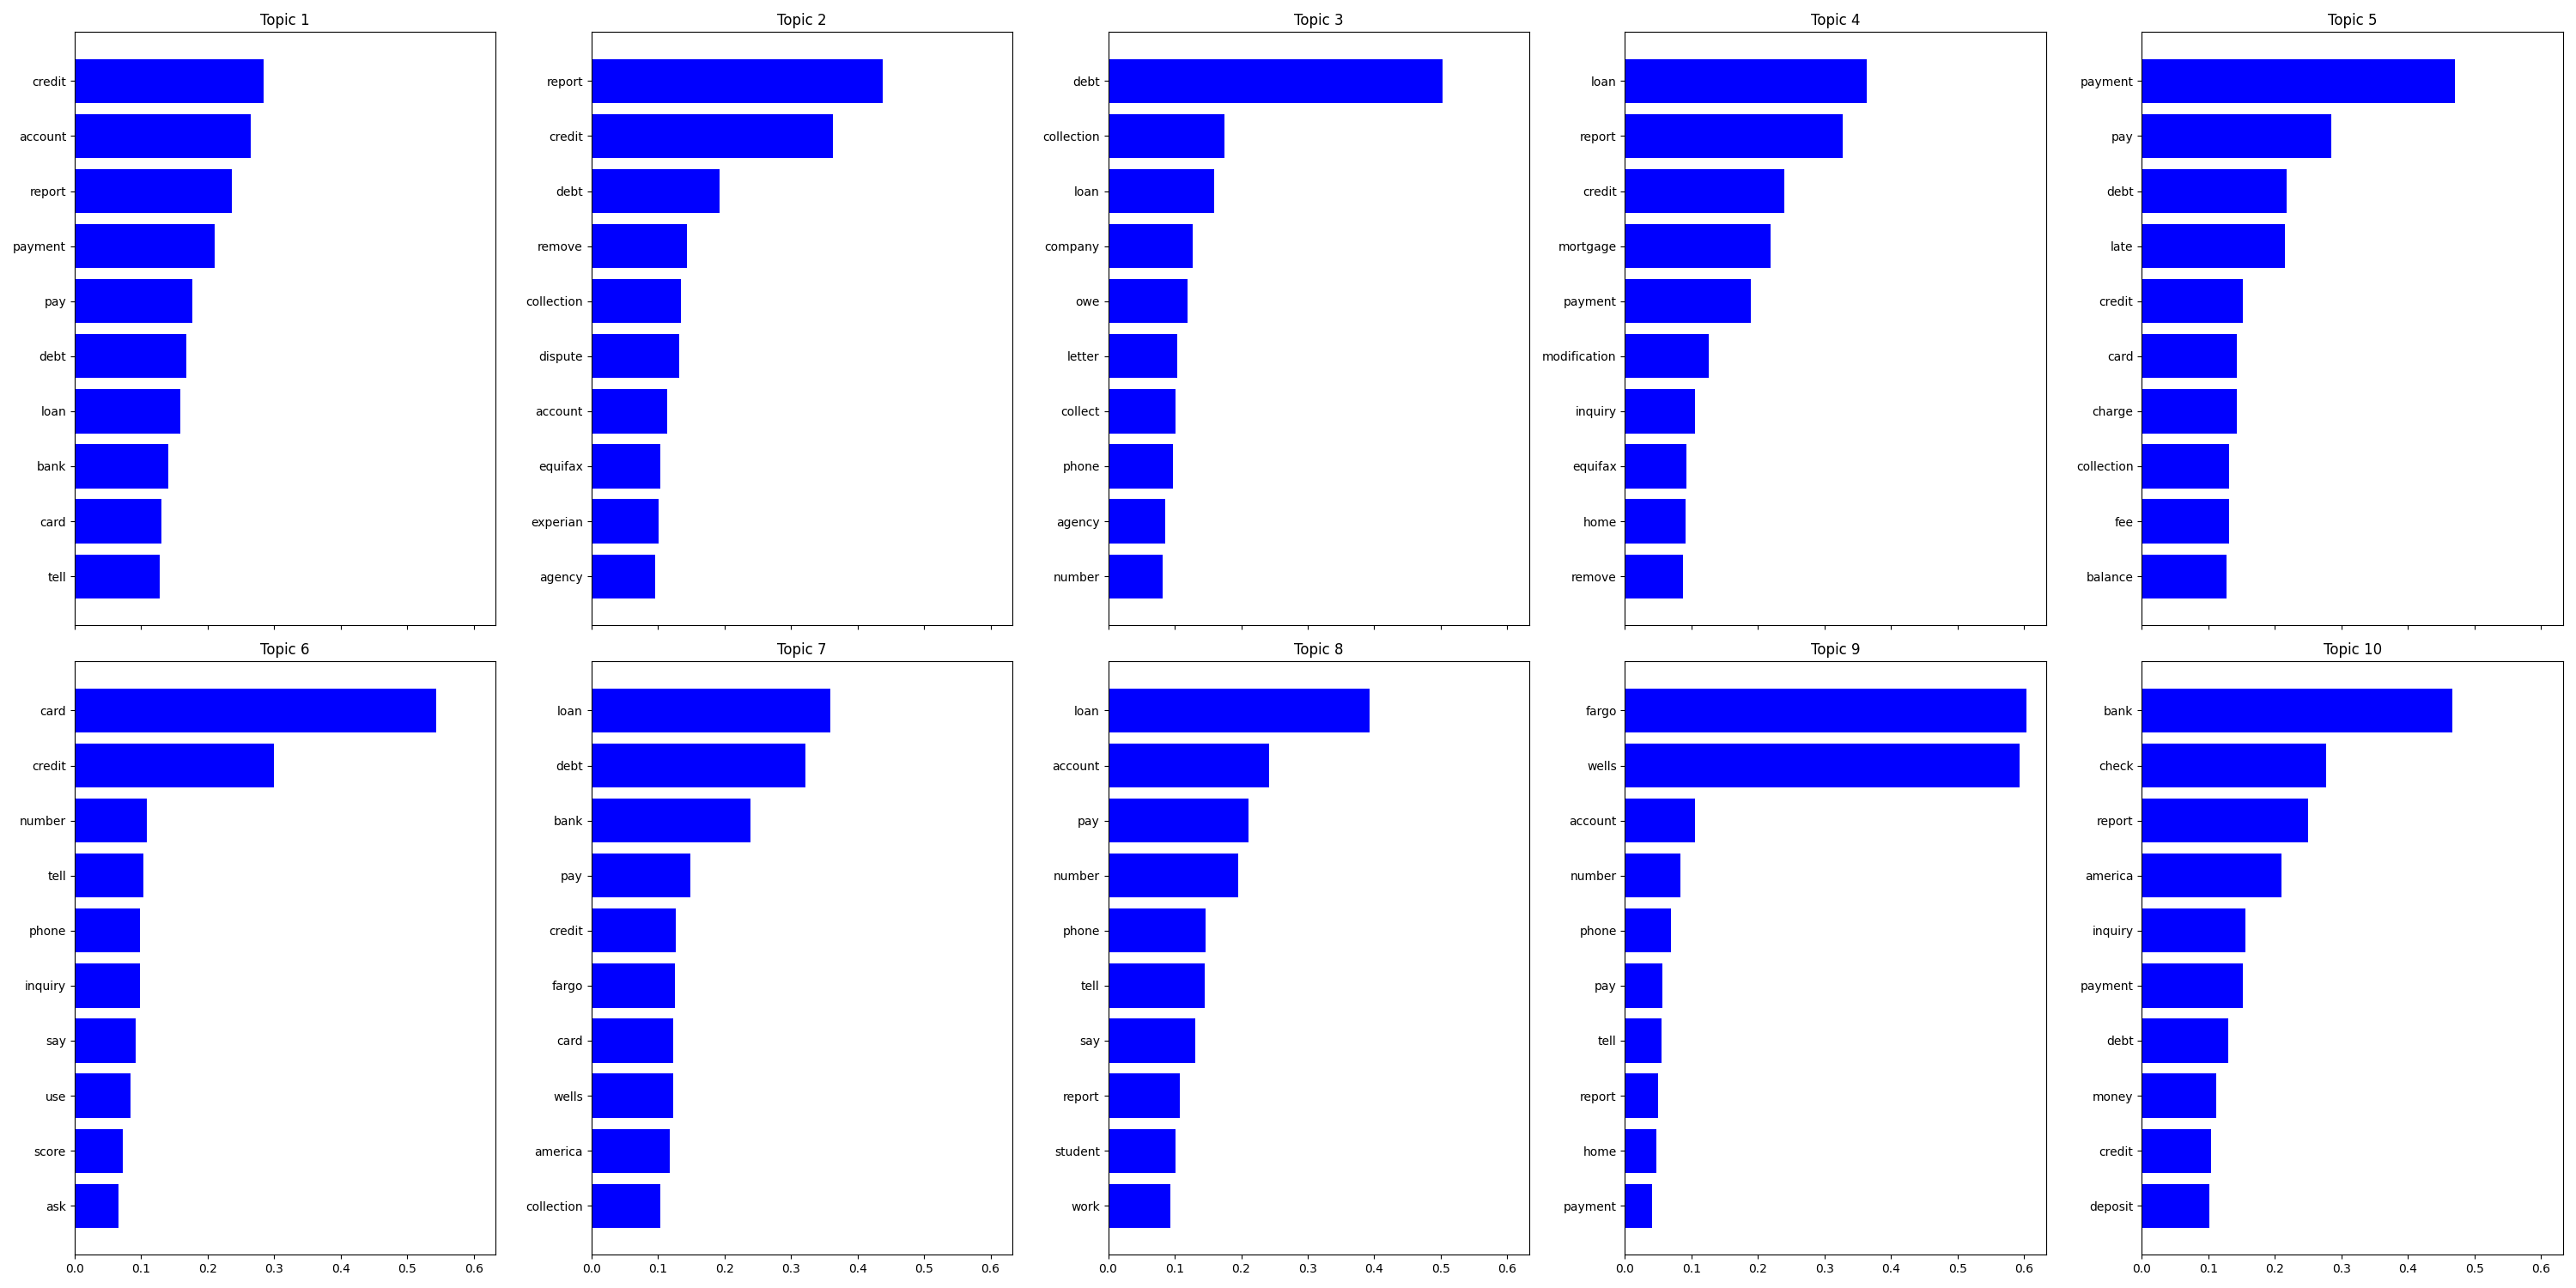 Topic 1
credit
account
report
payment
pay
debt
loan
bank
card
tell
Topic 2
report
credit
debt
remove
collection
dispute
account
equifax
experian
agency
Topic 3
debt
collection
loan
company
owe
letter
collect
phone
agency
number
Topic 4
loan
report
credit
mortgage
payment
modification
inquiry
equifax
home
remove
Topic 5
payment
pay
debt
late
credit
card
charge
collection
fee
balance
Topic 6
card
credit
number
tell
phone
inquiry
say
use
score
ask
0.0 0.1 0.2 0.3 0.4 0.5 0.6
Topic 7
loan
debt
bank
pay
credit
fargo
card
wells
america
collection
0.0 0.1 0.2 0.3 0.4 0.5 0.6
Topic 8
loan
account
pay
number
phone
tell
say
report
student
work
0.0 0.1 0.2 0.3 0.4 0.5 0.6
Topic 9
fargo
wells
account
number
phone
pay
tell
report
home
payment
0.0 0.1 0.2 0.3 0.4 0.5 0.6
Topic 10
bank
check
report
america
inquiry
payment
debt
money
credit
deposit
0.0 0.1 0.2 0.3 0.4 0.5 0.6